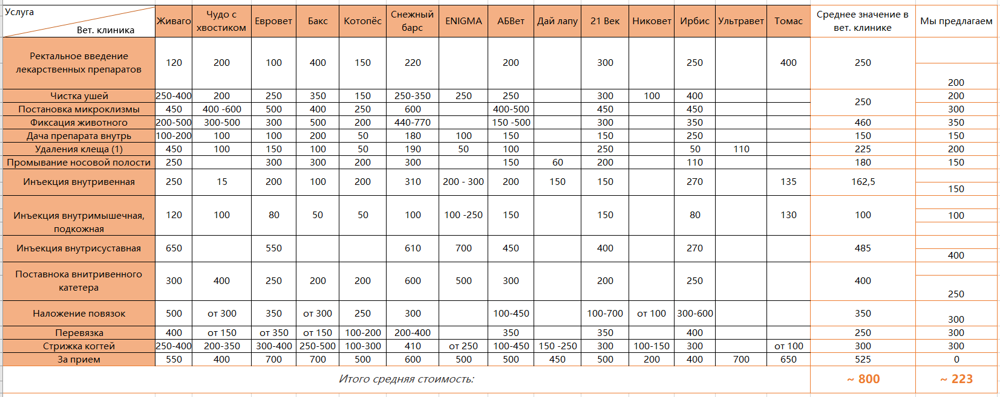 Услуга
Вет. клиника
Живаго Чудо с хвостиком Евровет Бакс Котопёс Снежный барс ENIGMA АБВет Дай лапу 21 Век Никовет Ирбис Ультравет Томас Среднее значение в вет. клинике Мы предлагаем
Ректальное введение лекарственных препаратов 120 200 100 400 150 220 200 300 250 400 250 200
Чистка ушей 250-400 200 250 350 150 250-350 250 250 300 100 400 250 200
Постановка микроклизмы 450 400 -600 500 400 250 600 400-500 450 450 300
Фиксация животного 200-500 300-500 300 500 200 440-770 150 -500 300 350 460 350
Дача препарата внутрь 100-200 100 100 200 50 180 100 150 150 250 150 150
Удаления клеща (1) 450 100 150 100 50 190 50 100 250 50 110 225 200
Промывание носовой полости 250 300 300 200 300 150 60 200 110 180 150
Инъекция внутривенная 250 15 200 100 200 310 200 - 300 200 150 150 270 135 162,5 150
Инъекция внутримышечная, подкожная 120 100 80 50 50 100 100 -250 150 150 80 130 100 100
Инъекция внутрисуставная 650 550 610 700 450 400 270 485 400
Поставнока внитривенного катетера 300 400 250 200 200 600 500 300 200 250 400 250
Наложение повязок 500 от 300 350 от 300 250 300 100-450 100-700 от 100 300-600 350 300
Перевязка 400 от 150 от 350 от 150 100-200 200-400 350 350 400 250 300
Стрижка когтей 250-400 200-350 300-400 250-500 100-300 410 от 250 100-450 150 -250 300 100-150 300 от 100 300 300
За прием 550 400 700 700 500 600 500 500 450 500 200 400 700 650 525 0
Итого средняя стоимость: ~ 800 ~ 223